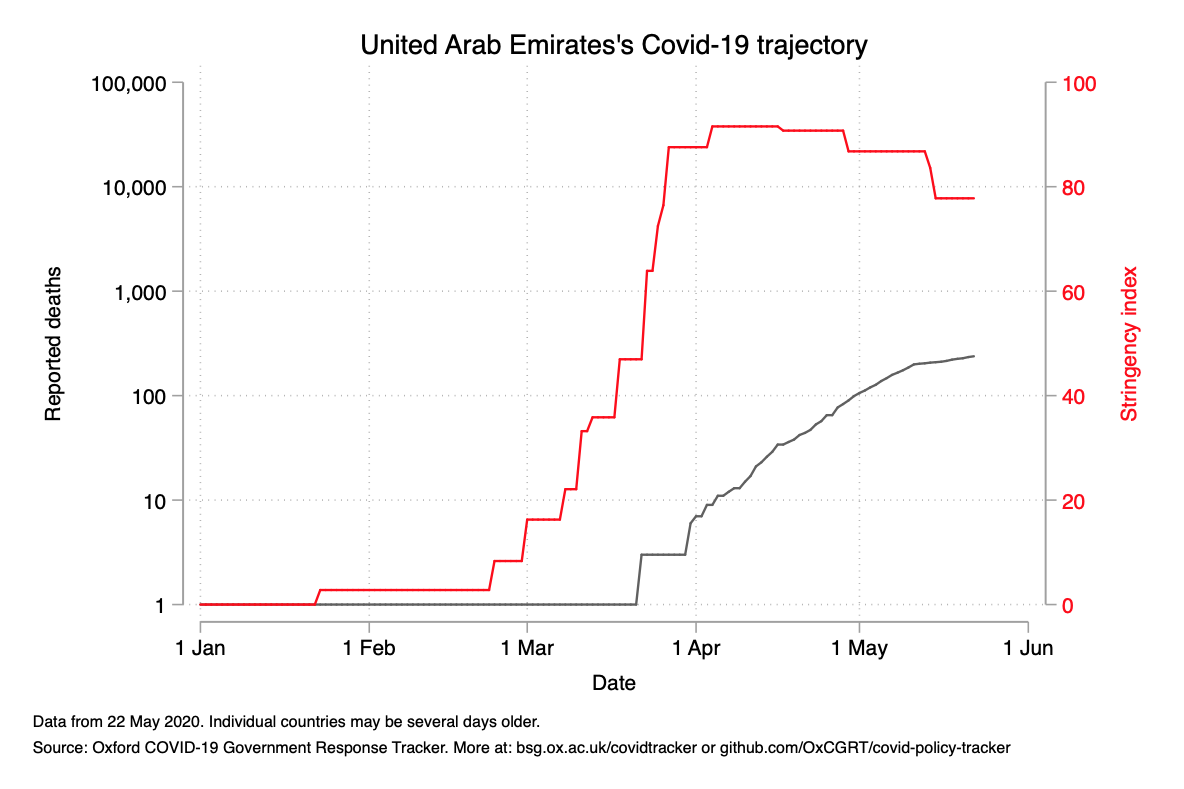 United Arab Emirates's Covid-19 trajectory
100,000
10,000
1,000
100
10
1
Reported deaths
100
80
60
40
20
0
Stringency index
1 Jan
1 Feb
1 Mar
1 Apr
1 May
1 Jun
Date
Data from 22 May 2020. Individual countries may be several days older.
Source: Oxford COVID-19 Government Response Tracker. More at: bsg.ox.ac.uk/covidtracker or github.com/OxCGRT/covid-policy-tracker